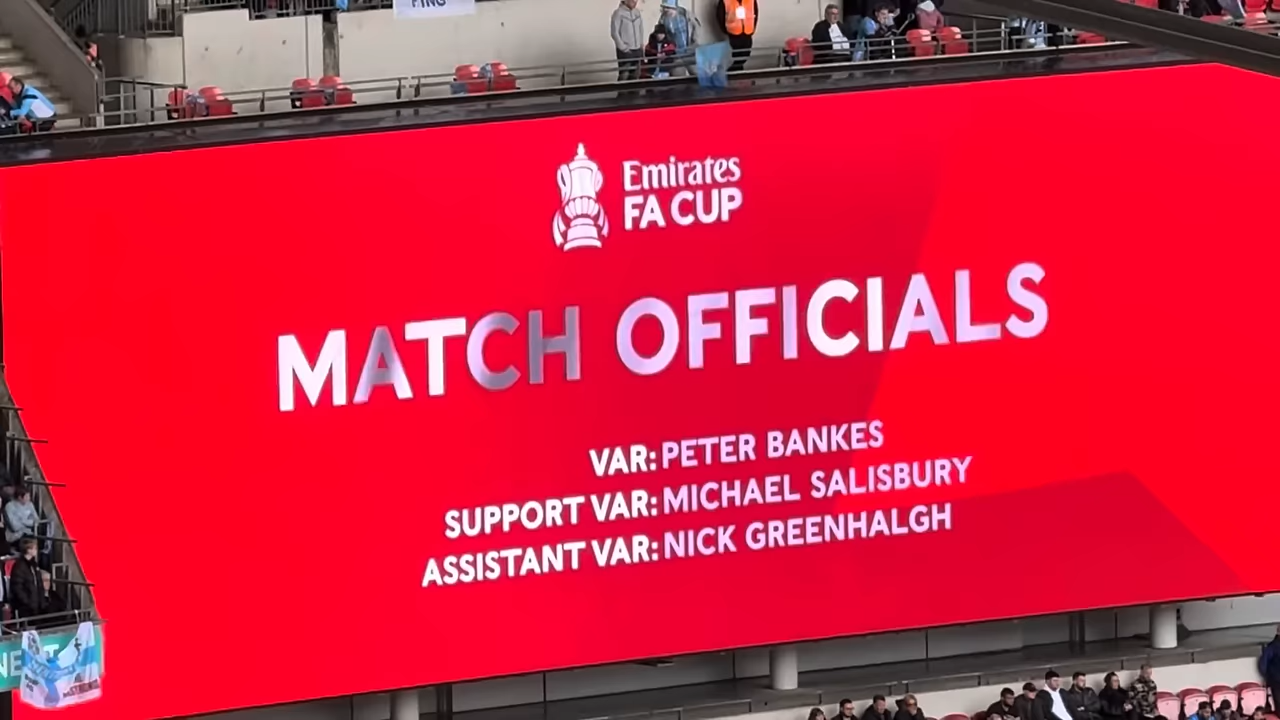 Emirates
FA CUP
MATCH OFFICIALS
VAR: PETER BANKES
SUPPORT VAR: MICHAEL SALISBURY
ASSISTANT VAR: NICK GREENHALGH